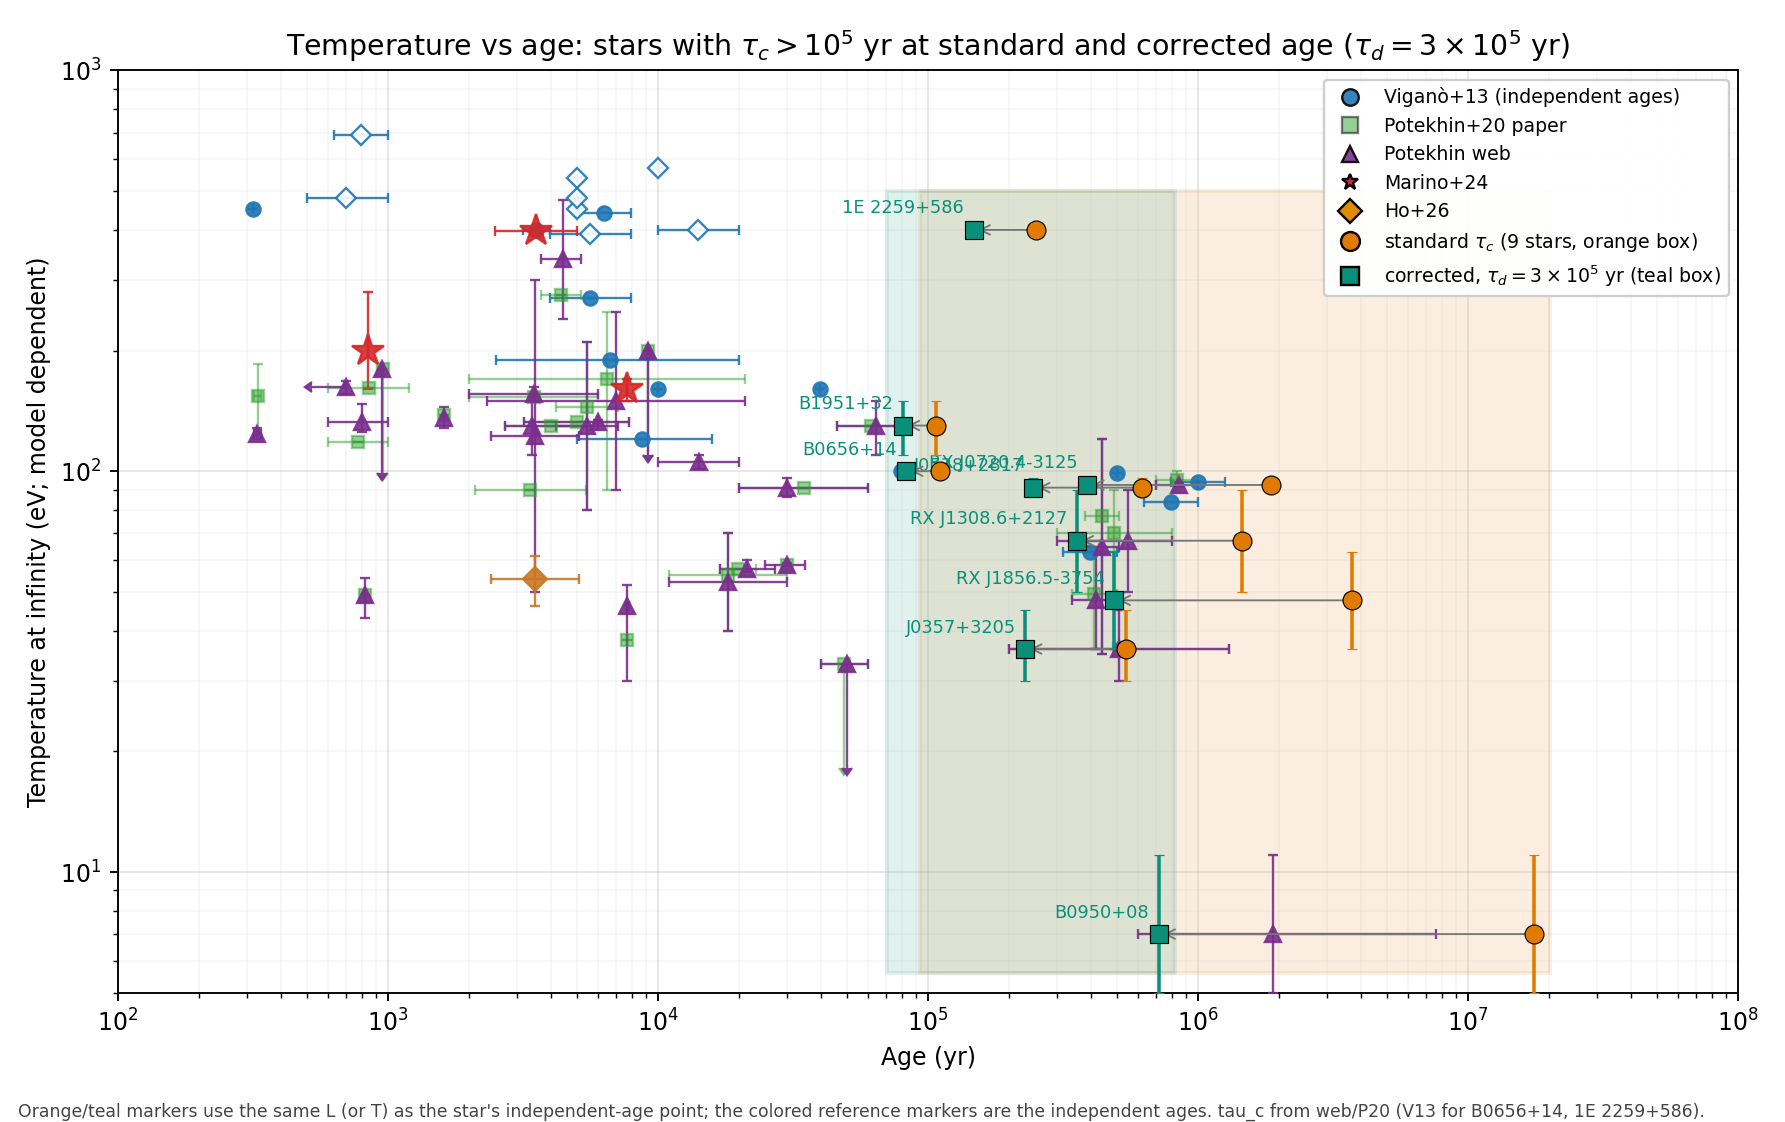 Temperature vs age: stars with τc > 10⁵ yr at standard and corrected age (τd = 3 × 10⁵ yr)
Temperature at infinity (eV; model dependent)
10³
10²
10¹
Viganò+13 (independent ages)
Potekhin+20 paper
Potekhin web
Marino+24
Ho+26
standard τc (9 stars, orange box)
corrected, τd = 3 × 10⁵ yr (teal box)
1E 2259+586
B1951+32
B0656+14
J0538+2817
RX J0720.4-3125
RX J1308.6+2127
RX J1856.5-3754
J0357+3205
B0950+08
10² 10³ 10⁴ 10⁵ 10⁶ 10⁷ 10⁸
Age (yr)
Orange/teal markers use the same L (or T) as the star's independent-age point; the colored reference markers are the independent ages. tau_c from web/P20 (V13 for B0656+14, 1E 2259+586).